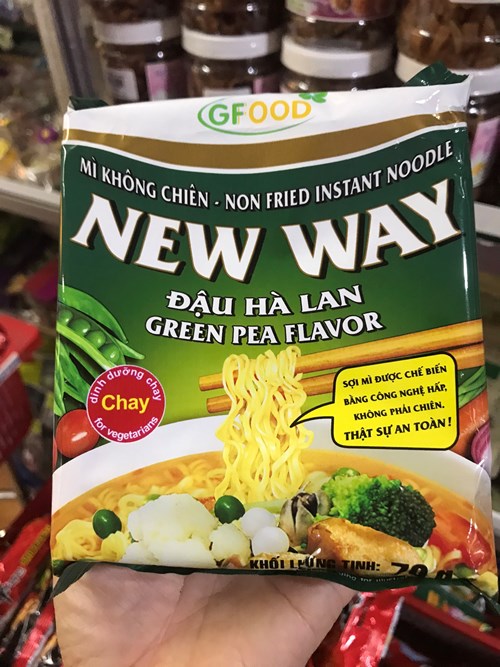 GFOOD
MÌ KHÔNG CHIÊN - NON FRIED INSTANT NOODLE
NEW WAY
ĐẬU HÀ LAN
GREEN PEA FLAVOR
dinh dưỡng chay
Chay
for vegetarians
SỢI MÌ ĐƯỢC CHẾ BIẾN
BẰNG CÔNG NGHỆ HẤP,
KHÔNG PHẢI CHIÊN.
THẬT SỰ AN TOÀN !
KHỐI LƯỢNG TỊNH: